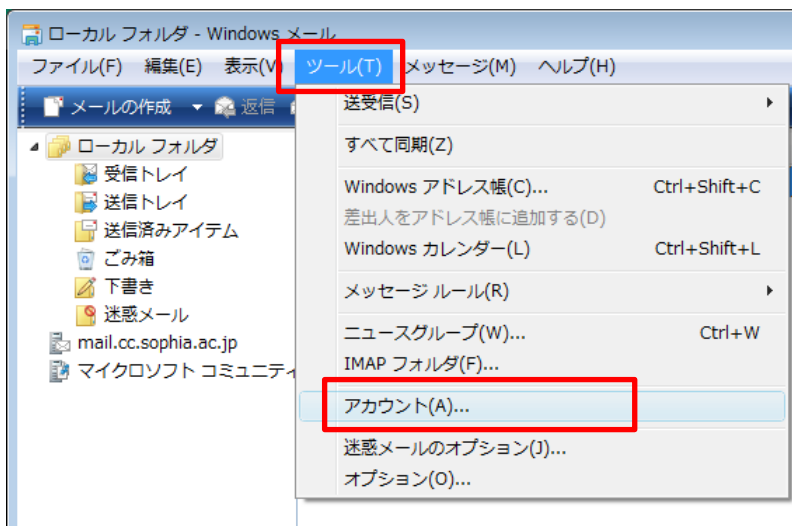 ローカル フォルダ - Windows メール
ファイル(F) 編集(E) 表示(V) ツール(T) メッセージ(M) ヘルプ(H)
メールの作成 返信
ローカル フォルダ
受信トレイ
送信トレイ
送信済みアイテム
ごみ箱
下書き
迷惑メール
mail.cc.sophia.ac.jp
マイクロソフト コミュニティ
送受信(S)
すべて同期(Z)
Windows アドレス帳(C)... Ctrl+Shift+C
差出人をアドレス帳に追加する(D)
Windows カレンダー(L) Ctrl+Shift+L
メッセージ ルール(R)
ニュースグループ(W)... Ctrl+W
IMAP フォルダ(F)...
アカウント(A)...
迷惑メールのオプション(J)...
オプション(O)...